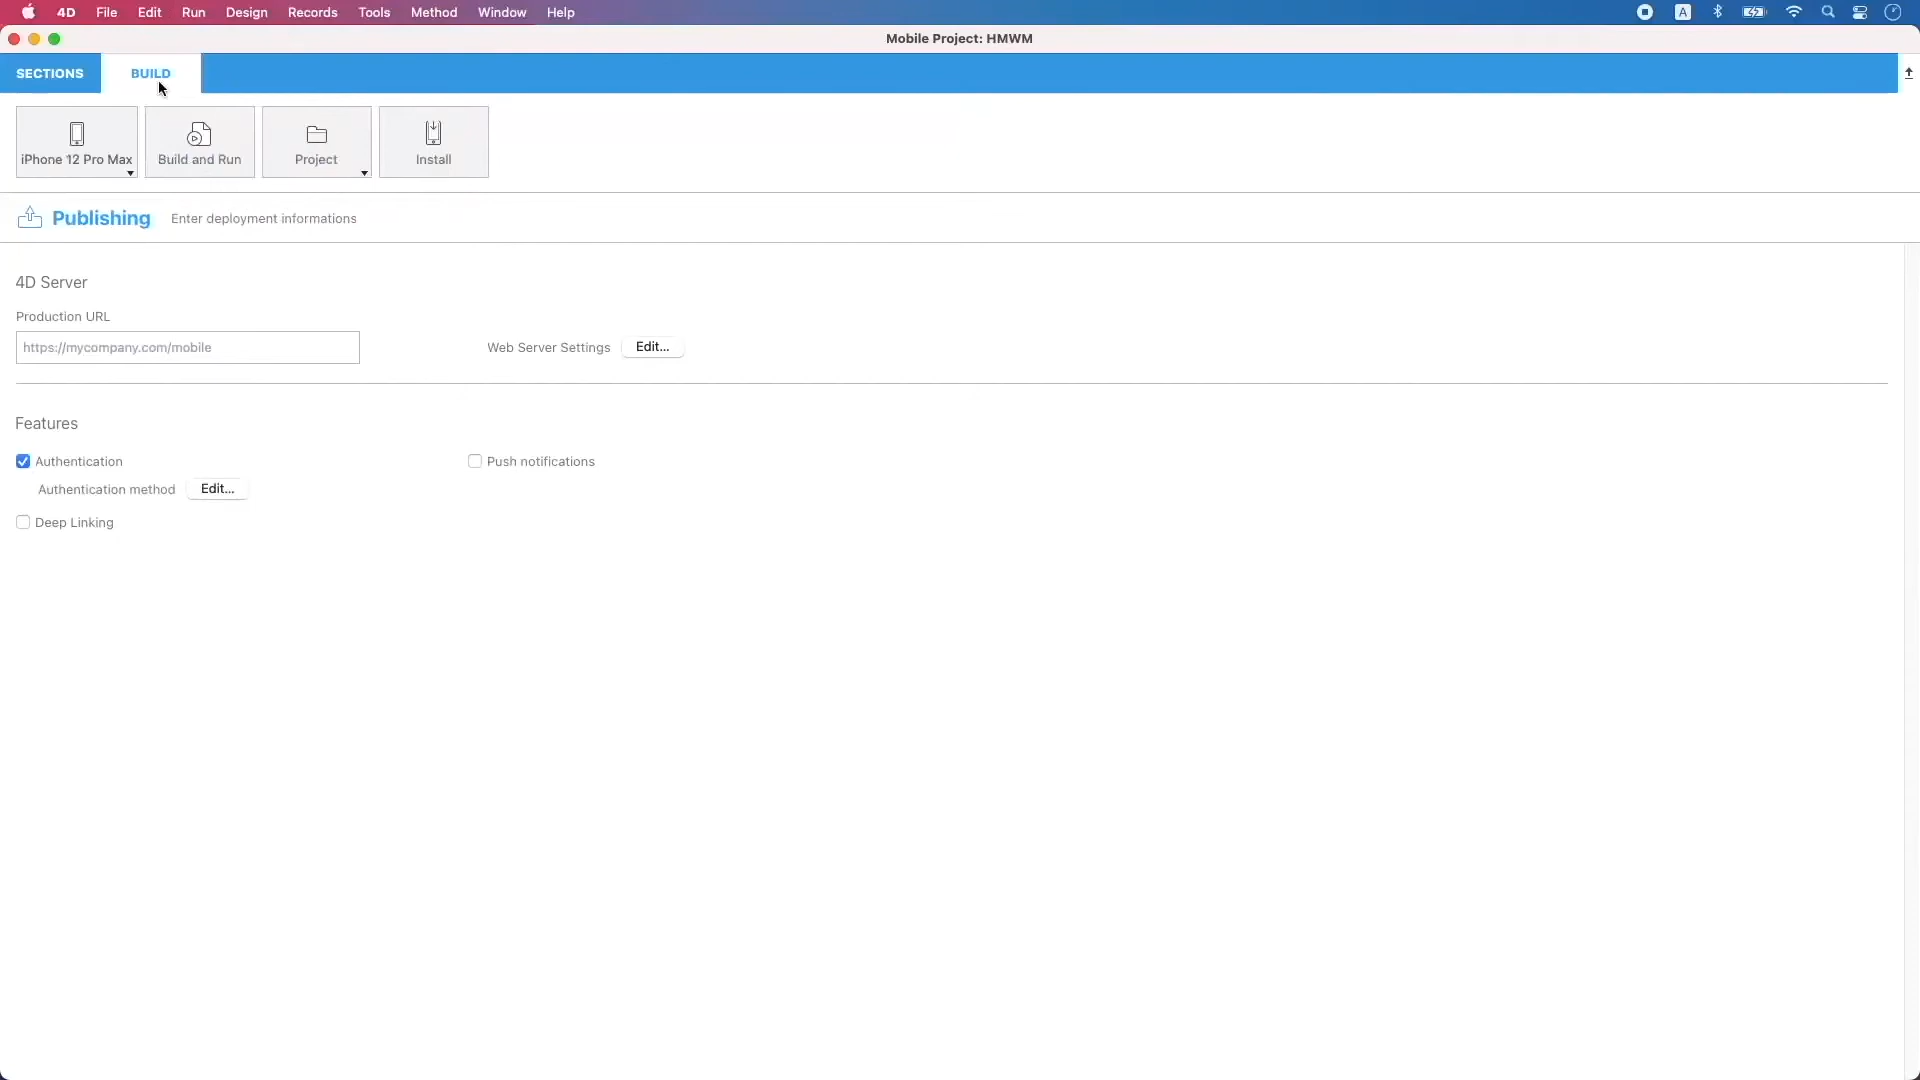 4D File Edit Run Design Records Tools Method Window Help A
Mobile Project: HMWM
SECTIONS BUILD
iPhone 12 Pro Max Build and Run Project Install
Publishing Enter deployment informations
4D Server
Production URL
https://mycompany.com/mobile Web Server Settings Edit...
Features
Authentication Push notifications
Authentication method Edit...
Deep Linking